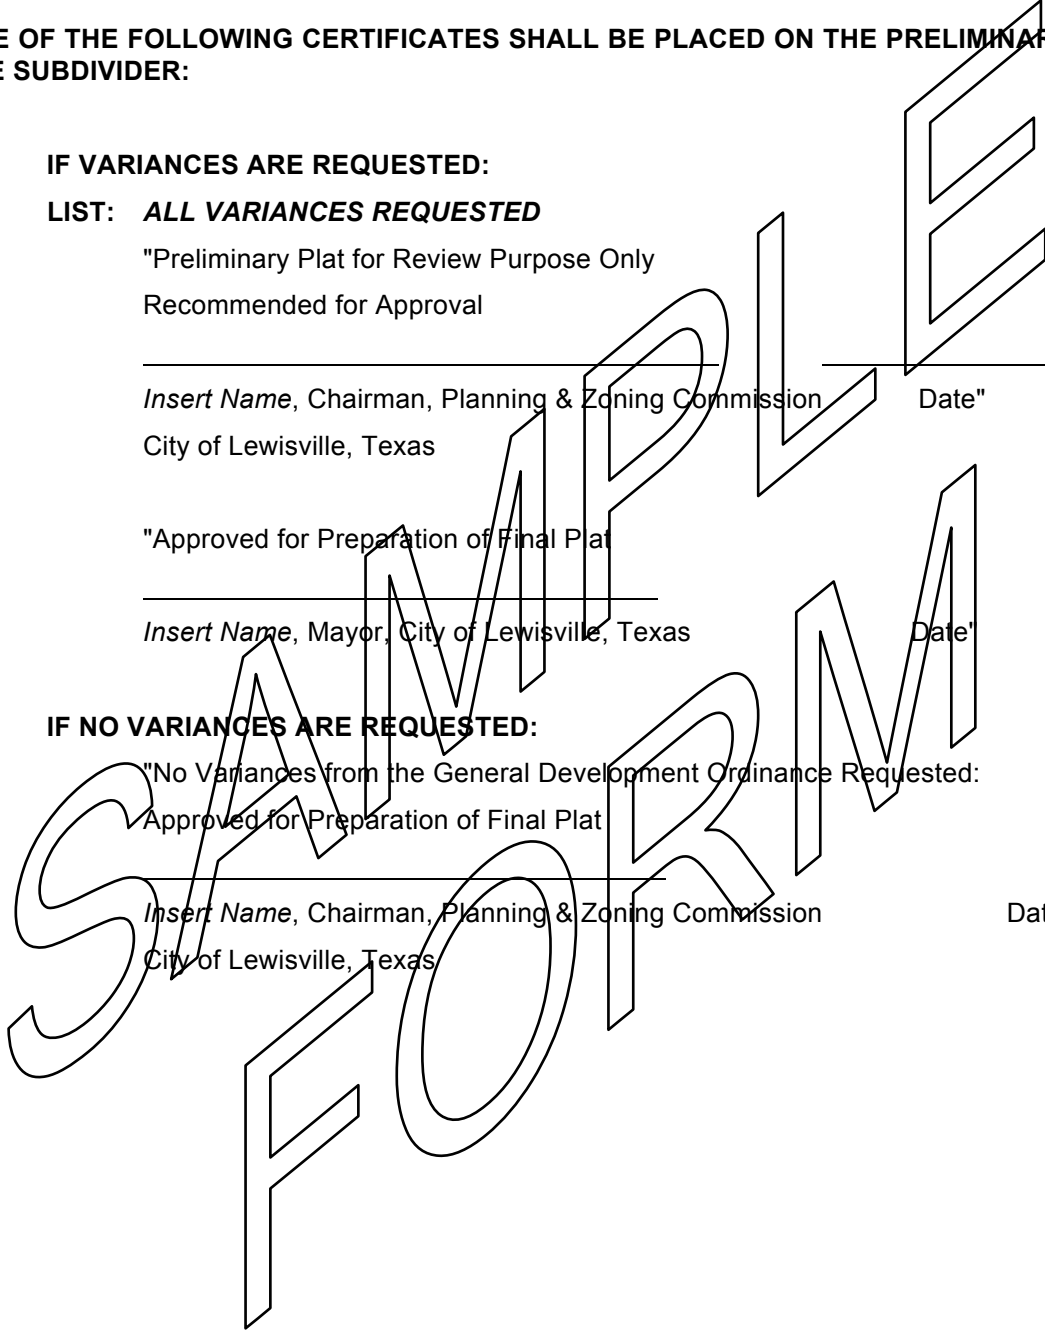 E OF THE FOLLOWING CERTIFICATES SHALL BE PLACED ON THE PRELIMINAR
E SUBDIVIDER:
IF VARIANCES ARE REQUESTED:
LIST: ALL VARIANCES REQUESTED
"Preliminary Plat for Review Purpose Only
Recommended for Approval
Insert Name, Chairman, Planning & Zoning Commission Date"
City of Lewisville, Texas
"Approved for Preparation of Final Plat
Insert Name, Mayor, City of Lewisville, Texas Date"
IF NO VARIANCES ARE REQUESTED:
"No Variances from the General Development Ordinance Requested:
Approved for Preparation of Final Plat
Insert Name, Chairman, Planning & Zoning Commission Dat
City of Lewisville, Texas
SAMPLE
FORM